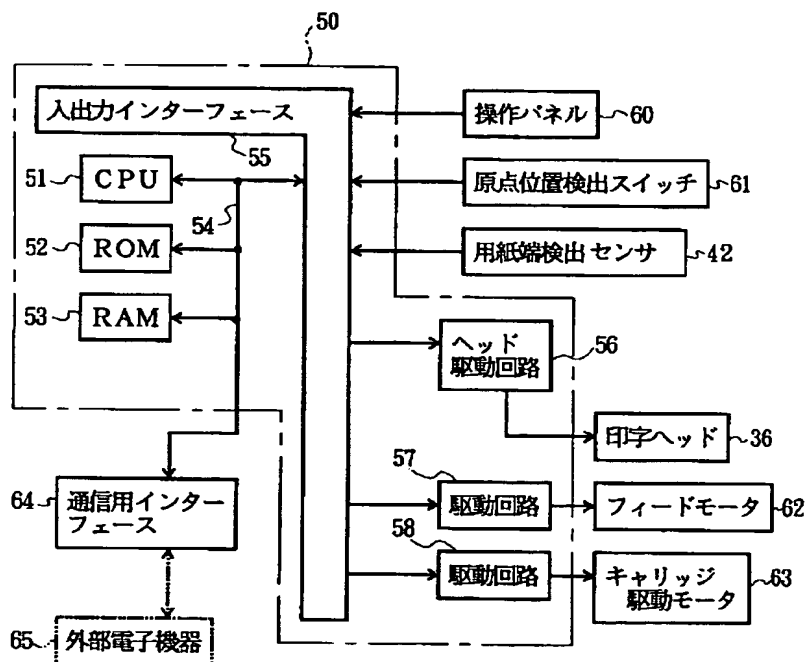 50
入出力インターフェース
55
操作パネル
60
51
CPU
54
原点位置検出スイッチ
61
52
ROM
用紙端検出センサ
42
53
RAM
ヘッド
駆動回路
56
印字ヘッド
36
64
通信用インター
フェース
57
駆動回路
フィードモータ
62
58
駆動回路
キャリッジ
駆動モータ
63
65
外部電子機器